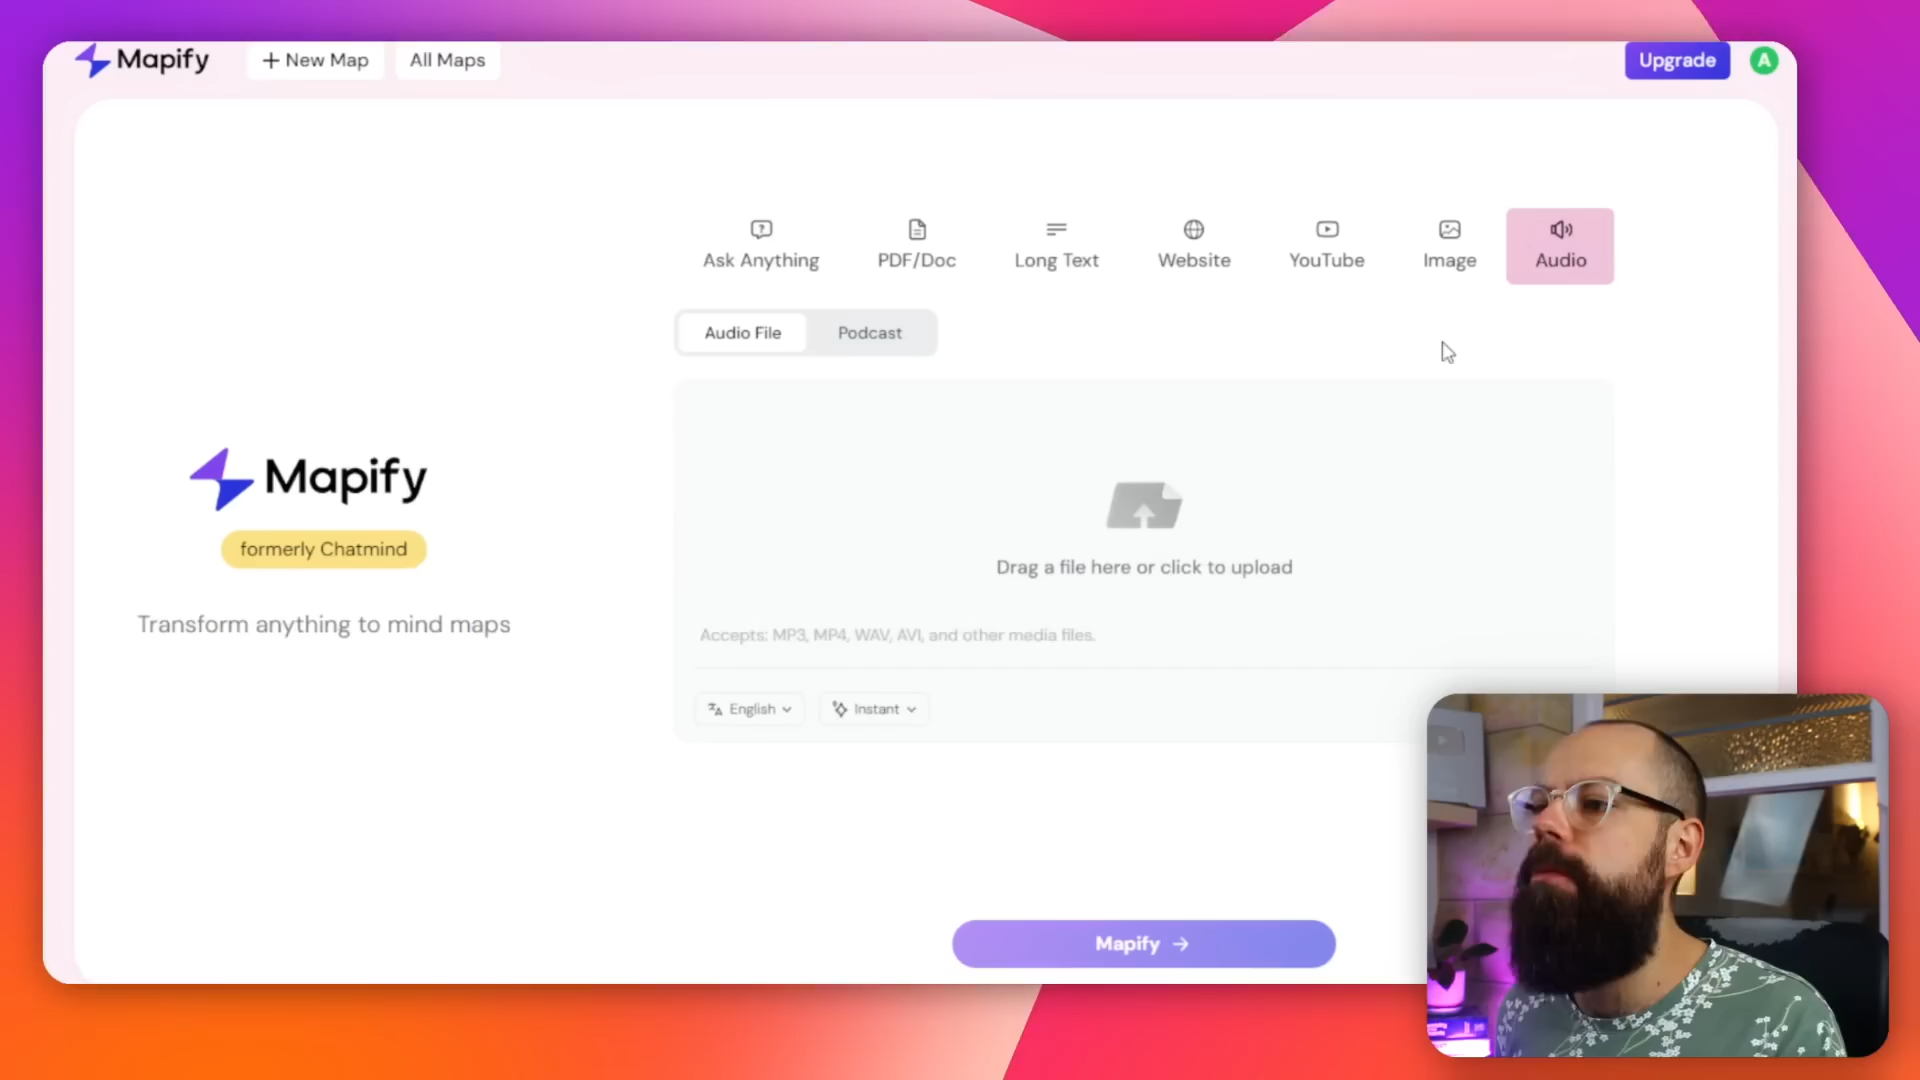 Mapify
+ New Map
All Maps
Upgrade
A
Ask Anything
PDF/Doc
Long Text
Website
YouTube
Image
Audio
Audio File
Podcast
Mapify
formerly Chatmind
Transform anything to mind maps
Drag a file here or click to upload
Accepts: MP3, MP4, WAV, AVI, and other media files.
English
Instant
Mapify →